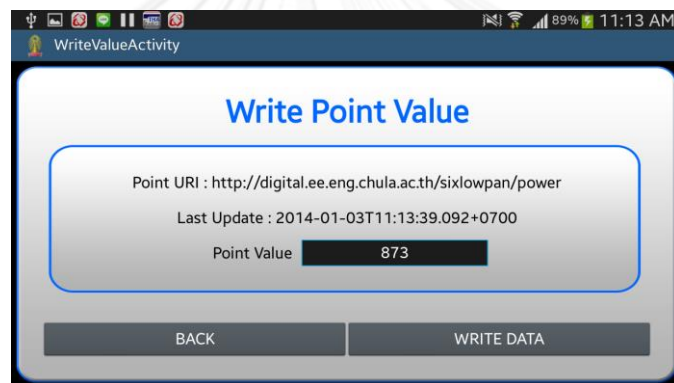 89% 11:13 AM
WriteValueActivity
Write Point Value
Point URI : http://digital.ee.eng.chula.ac.th/sixlowpan/power
Last Update : 2014-01-03T11:13:39.092+0700
Point Value 873
BACK WRITE DATA